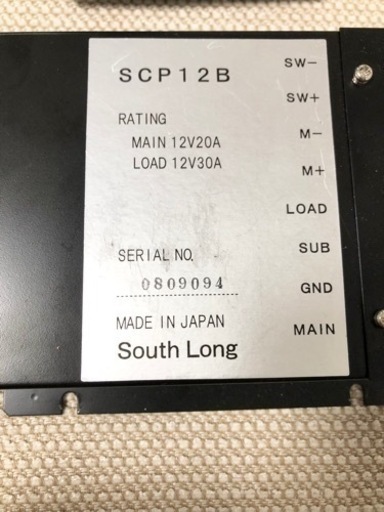 SCP12B
RATING
MAIN 12V20A
LOAD 12V30A
SERIAL NO.
0809094
MADE IN JAPAN
South Long
SW-
SW+
M-
M+
LOAD
SUB
GND
MAIN